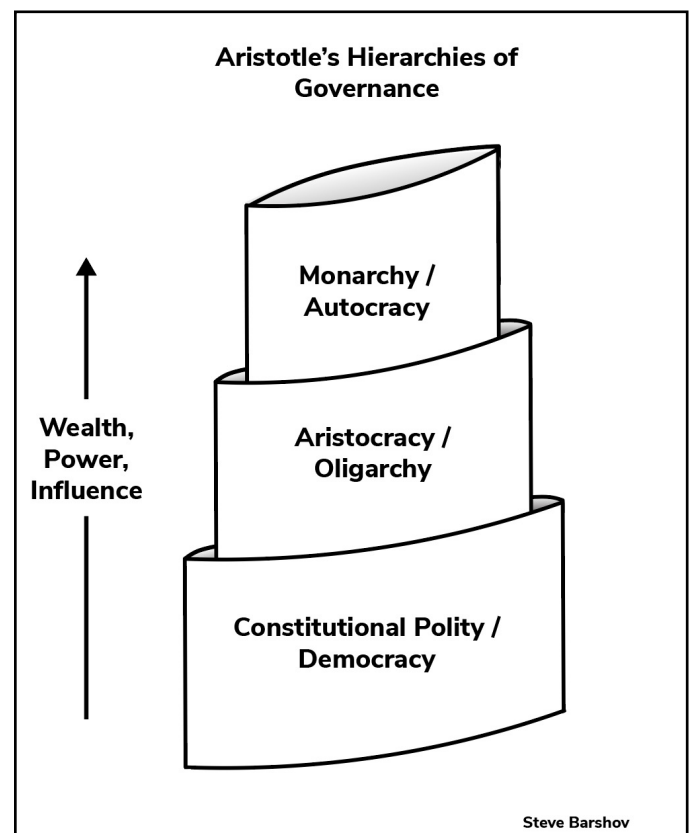 Aristotle’s Hierarchies of
Governance
Monarchy /
Autocracy
Wealth,
Power,
Influence
Aristocracy /
Oligarchy
Constitutional Polity /
Democracy
Steve Barshov